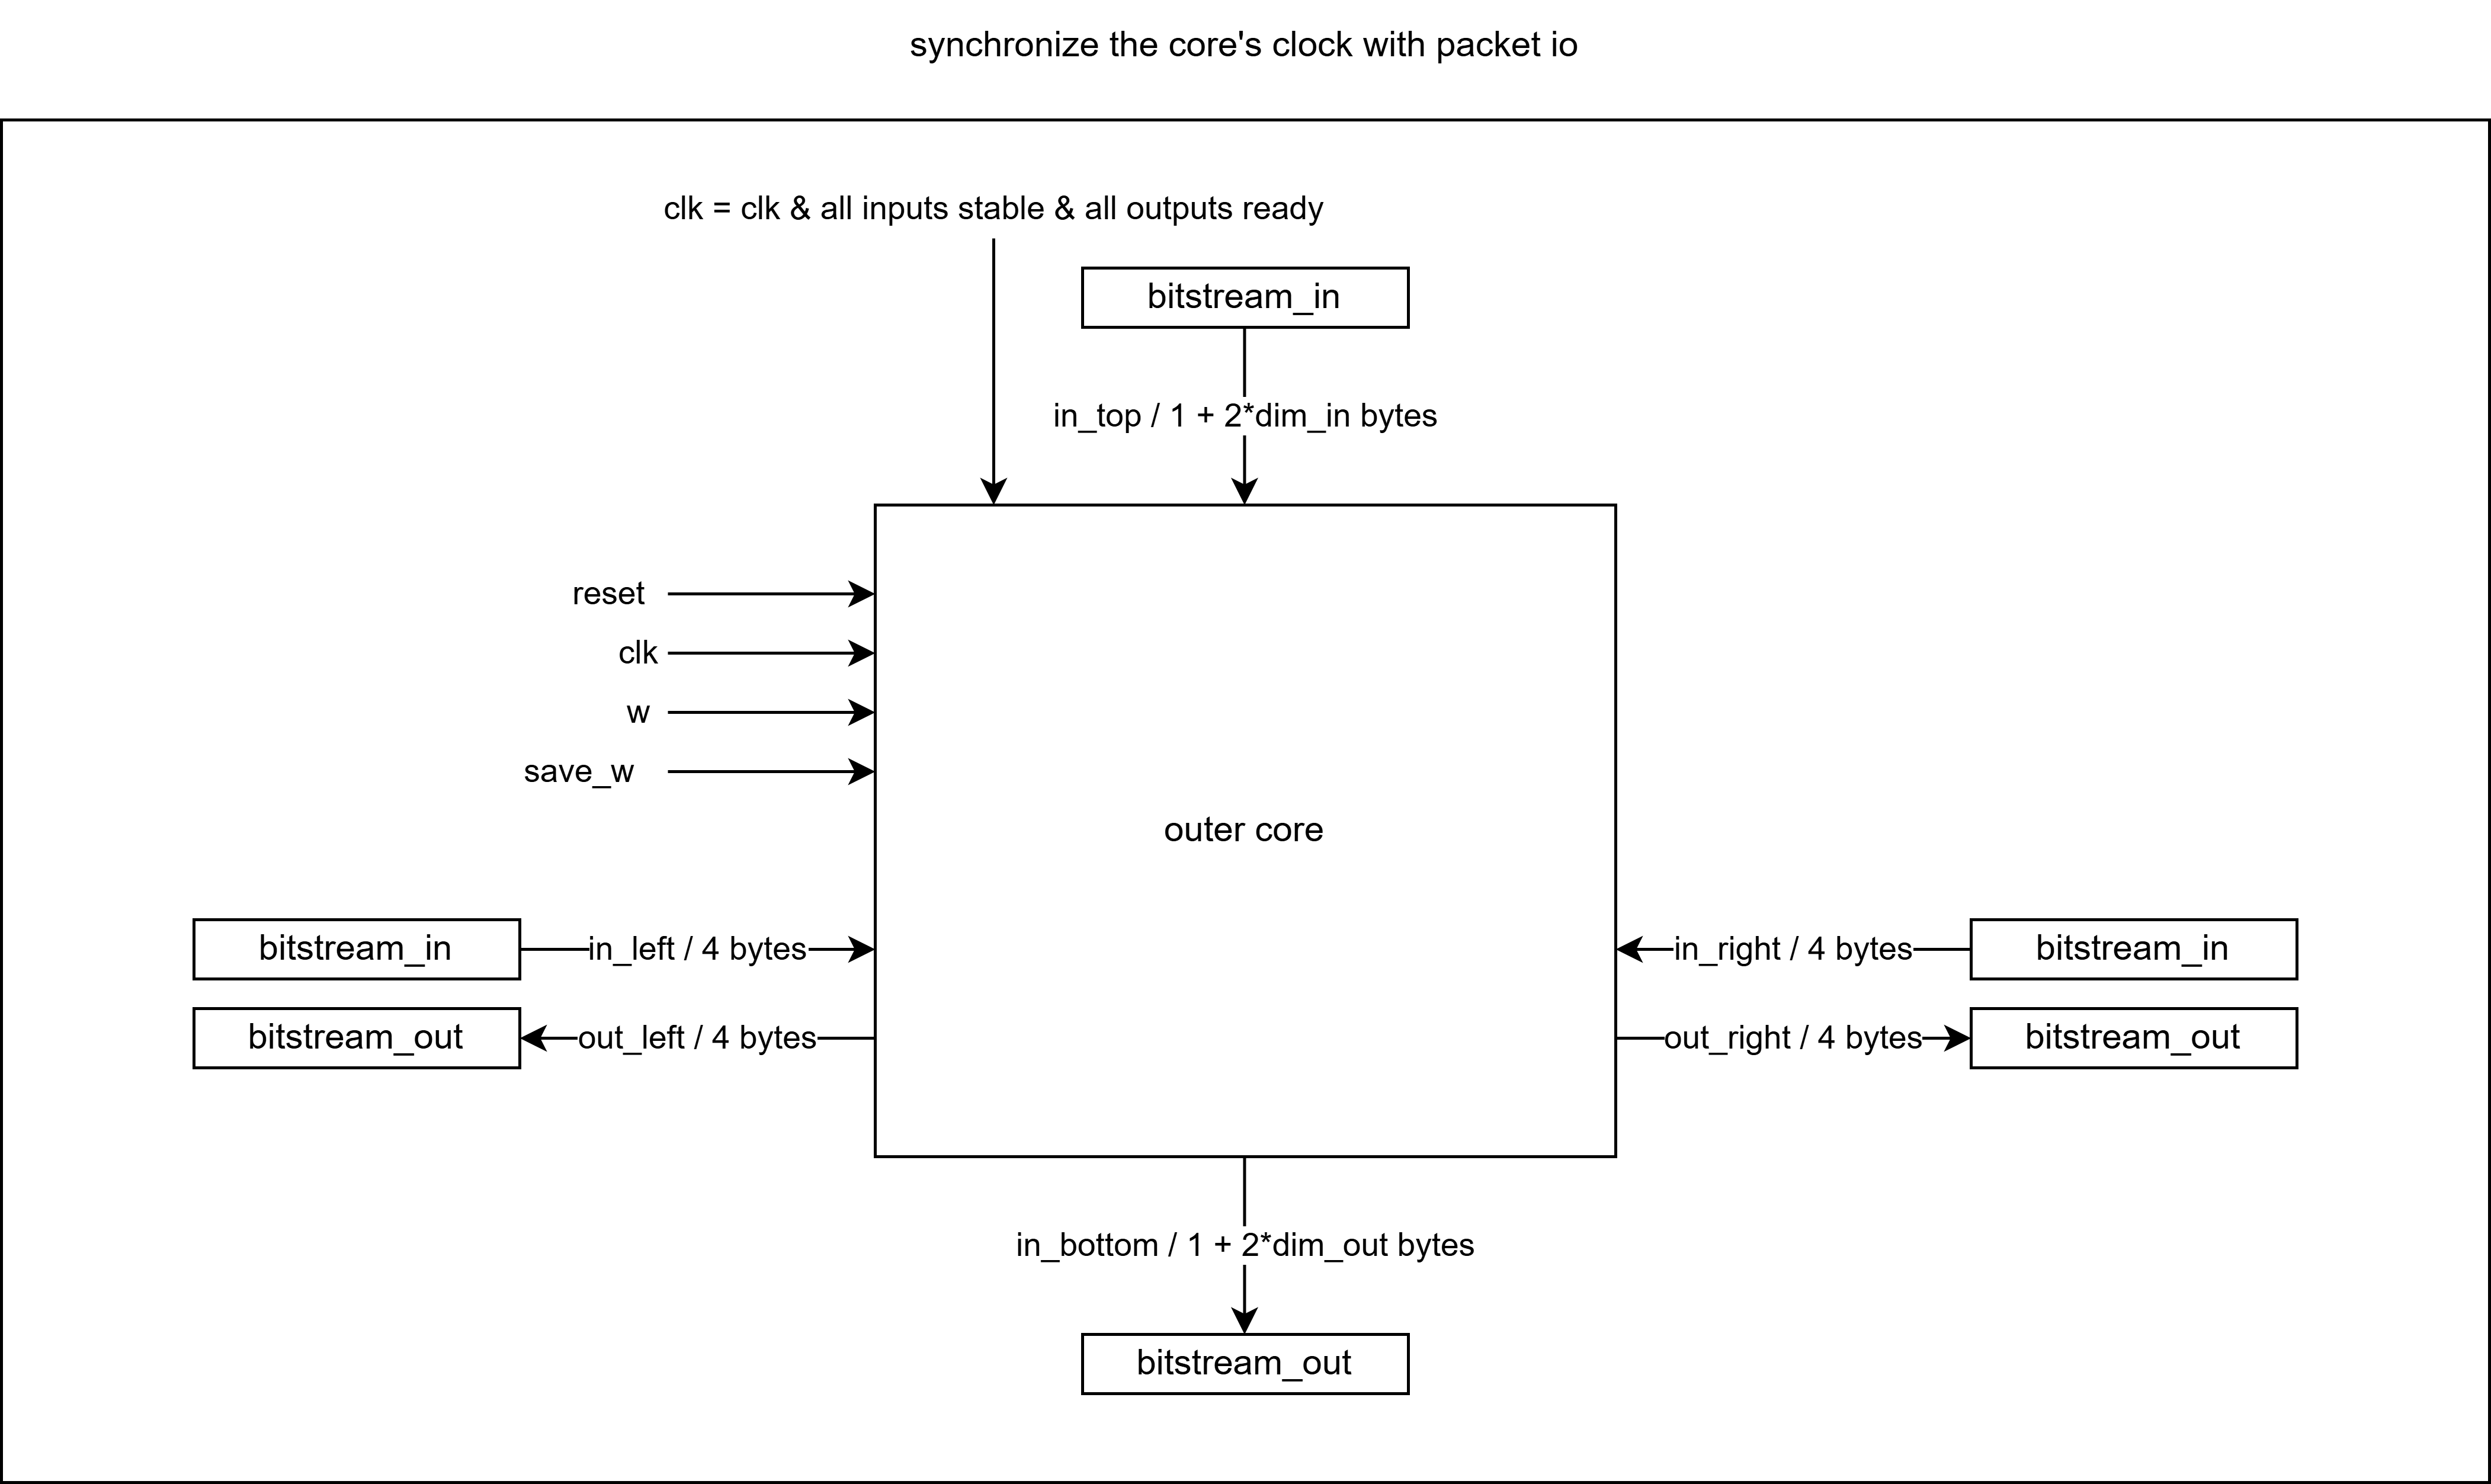 synchronize the core's clock with packet io
clk = clk & all inputs stable & all outputs ready
bitstream_in
in_top / 1 + 2*dim_in bytes
reset
clk
w
save_w
outer core
bitstream_in
in_left / 4 bytes
in_right / 4 bytes
bitstream_in
bitstream_out
out_left / 4 bytes
out_right / 4 bytes
bitstream_out
in_bottom / 1 + 2*dim_out bytes
bitstream_out